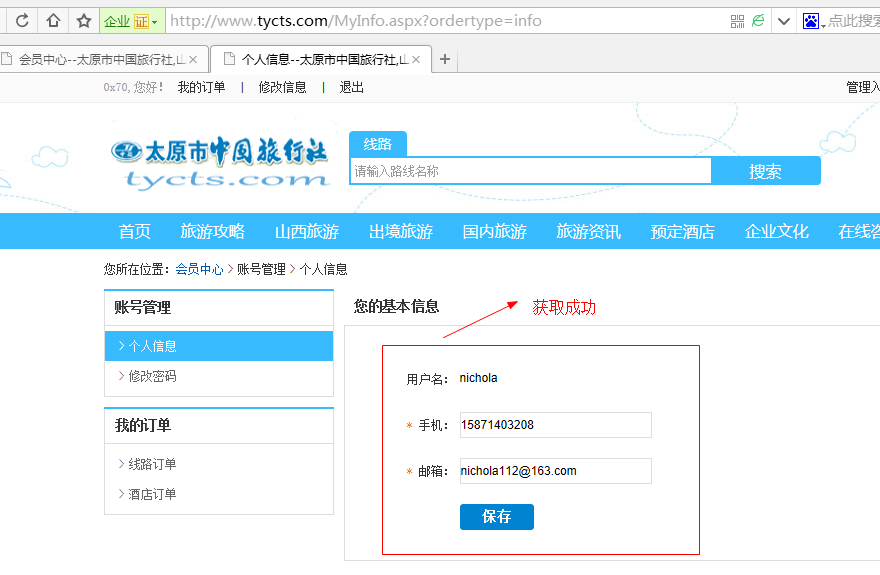 企业 证 http://www.tycts.com/MyInfo.aspx?ordertype=info 点此搜索
会员中心--太原市中国旅行社,山 个人信息--太原市中国旅行社,山
0x70, 您好! 我的订单 | 修改信息 | 退出 管理入
太原市中国旅行社
tycts.com
线路
请输入路线名称 搜索
首页 旅游攻略 山西旅游 出境旅游 国内旅游 旅游资讯 预定酒店 企业文化 在线咨
您所在位置: 会员中心 > 账号管理 > 个人信息
账号管理
> 个人信息
> 修改密码
我的订单
> 线路订单
> 酒店订单
您的基本信息 获取成功
用户名: nichola
* 手机: 15871403208
* 邮箱: nichola112@163.com
保存